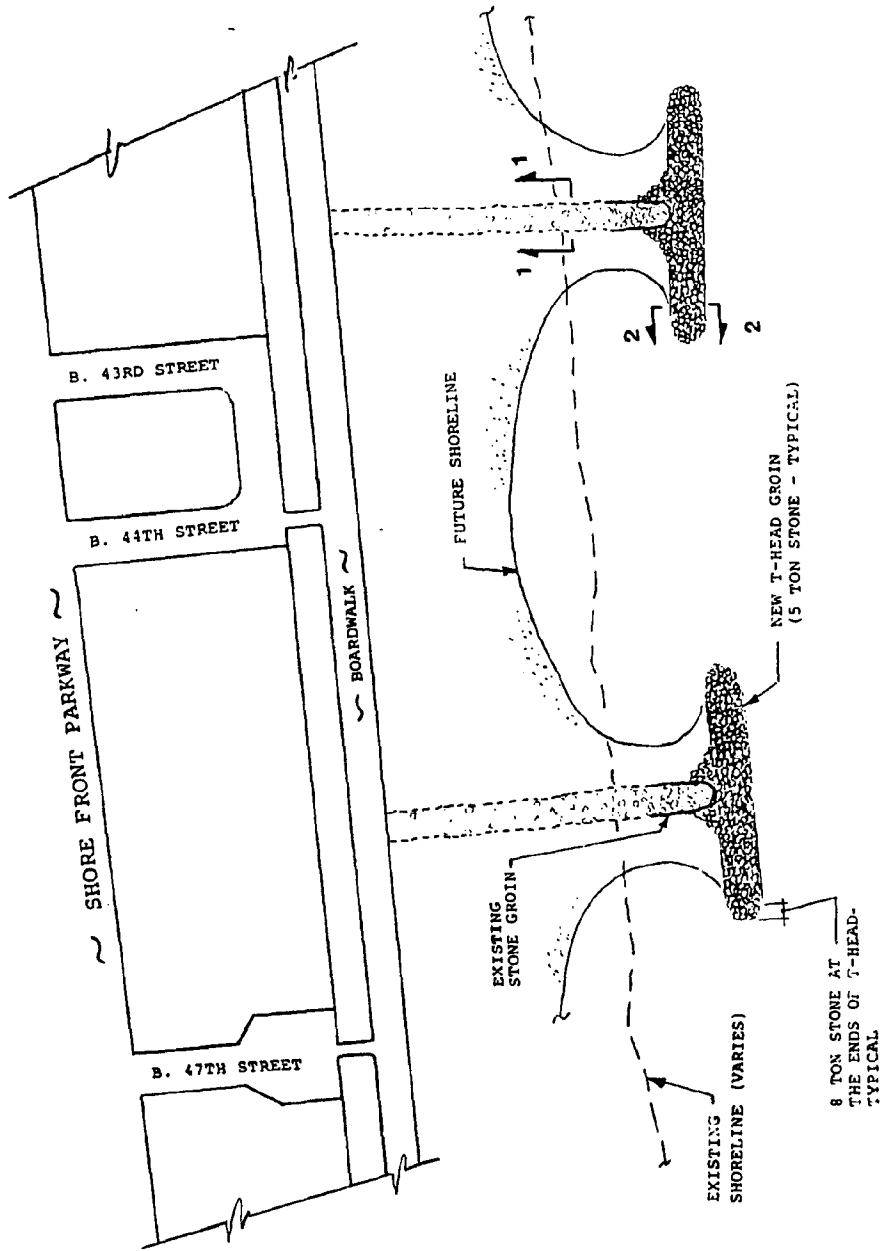 ~ SHORE FRONT PARKWAY ~
B. 47TH STREET
B. 44TH STREET
B. 43RD STREET
~ BOARDWALK ~
FUTURE SHORELINE
1
1
2
2
EXISTING
STONE GROIN
EXISTING
SHORELINE (VARIES)
NEW T-HEAD GROIN
(5 TON STONE - TYPICAL)
8 TON STONE AT
THE ENDS OF T-HEAD-
TYPICAL